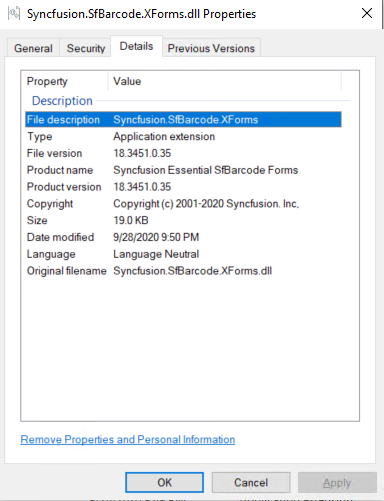 Syncfusion.SfBarcode.XForms.dll Properties
General Security Details Previous Versions
Property Value
Description
File description Syncfusion.SfBarcode.XForms
Type Application extension
File version 18.3451.0.35
Product name Syncfusion Essential SfBarcode Forms
Product version 18.3451.0.35
Copyright Copyright (c) 2001-2020 Syncfusion. Inc,
Size 19.0 KB
Date modified 9/28/2020 9:50 PM
Language Language Neutral
Original filename Syncfusion.SfBarcode.XForms.dll
Remove Properties and Personal Information
OK Cancel Apply